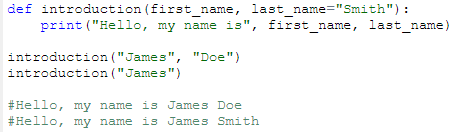 def introduction(first_name, last_name="Smith"):
    print("Hello, my name is", first_name, last_name)

introduction("James", "Doe")
introduction("James")

#Hello, my name is James Doe
#Hello, my name is James Smith